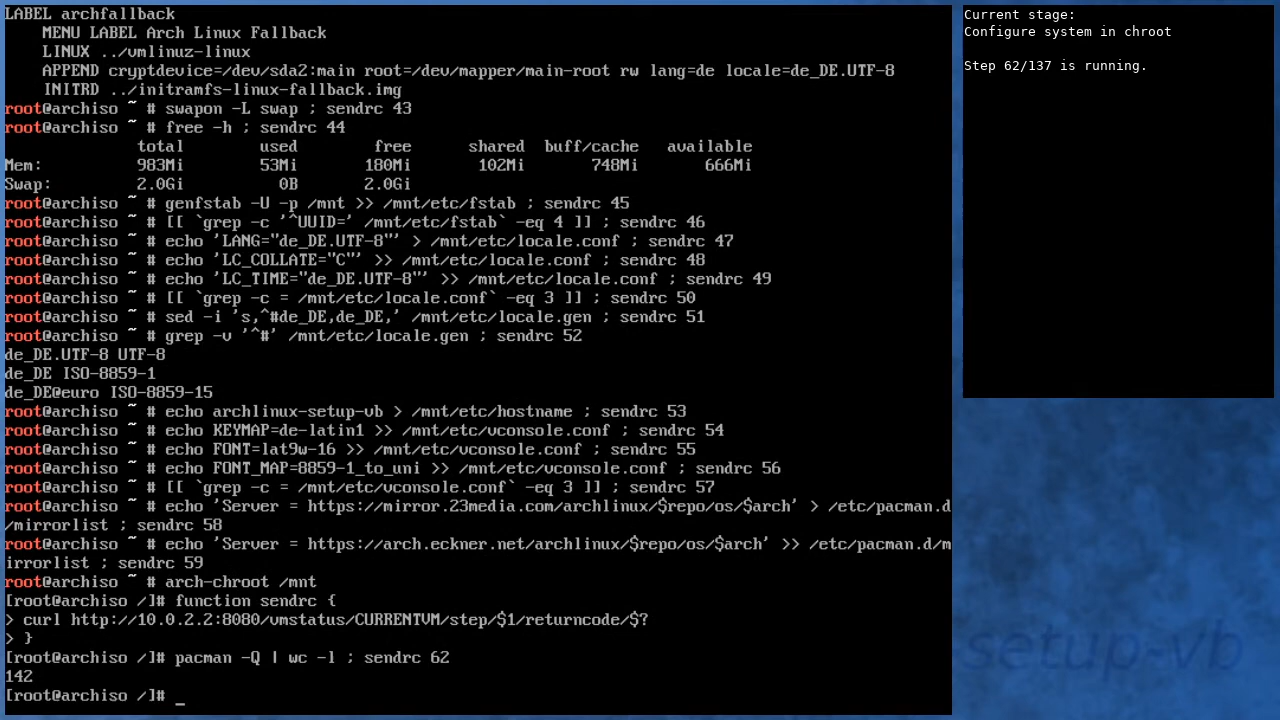 LABEL archfallback
    MENU LABEL Arch Linux Fallback
    LINUX ../vmlinuz-linux
    APPEND cryptdevice=/dev/sda2:main root=/dev/mapper/main-root rw lang=de locale=de_DE.UTF-8
    INITRD ../initramfs-linux-fallback.img
root@archiso ~ # swapon -L swap ; sendrc 43
root@archiso ~ # free -h ; sendrc 44
              total        used        free      shared  buff/cache   available
Mem:          983Mi        53Mi       180Mi       102Mi       748Mi       666Mi
Swap:         2.0Gi          0B       2.0Gi
root@archiso ~ # genfstab -U -p /mnt >> /mnt/etc/fstab ; sendrc 45
root@archiso ~ # [[ `grep -c '^UUID=' /mnt/etc/fstab` -eq 4 ]] ; sendrc 46
root@archiso ~ # echo 'LANG="de_DE.UTF-8"' > /mnt/etc/locale.conf ; sendrc 47
root@archiso ~ # echo 'LC_COLLATE="C"' >> /mnt/etc/locale.conf ; sendrc 48
root@archiso ~ # echo 'LC_TIME="de_DE.UTF-8"' >> /mnt/etc/locale.conf ; sendrc 49
root@archiso ~ # [[ `grep -c = /mnt/etc/locale.conf` -eq 3 ]] ; sendrc 50
root@archiso ~ # sed -i 's,^#de_DE,de_DE,' /mnt/etc/locale.gen ; sendrc 51
root@archiso ~ # grep -v '^#' /mnt/etc/locale.gen ; sendrc 52
de_DE.UTF-8 UTF-8
de_DE ISO-8859-1
de_DE@euro ISO-8859-15
root@archiso ~ # echo archlinux-setup-vb > /mnt/etc/hostname ; sendrc 53
root@archiso ~ # echo KEYMAP=de-latin1 >> /mnt/etc/vconsole.conf ; sendrc 54
root@archiso ~ # echo FONT=lat9w-16 >> /mnt/etc/vconsole.conf ; sendrc 55
root@archiso ~ # echo FONT_MAP=8859-1_to_uni >> /mnt/etc/vconsole.conf ; sendrc 56
root@archiso ~ # [[ `grep -c = /mnt/etc/vconsole.conf` -eq 3 ]] ; sendrc 57
root@archiso ~ # echo 'Server = https://mirror.23media.com/archlinux/$repo/os/$arch' > /etc/pacman.d
/mirrorlist ; sendrc 58
root@archiso ~ # echo 'Server = https://arch.eckner.net/archlinux/$repo/os/$arch' >> /etc/pacman.d/m
irrorlist ; sendrc 59
root@archiso ~ # arch-chroot /mnt
[root@archiso /]# function sendrc {
> curl http://10.0.2.2:8080/vmstatus/CURRENTVM/step/$1/returncode/$?
> }
[root@archiso /]# pacman -Q | wc -l ; sendrc 62
142
[root@archiso /]# _
Current stage:
Configure system in chroot
Step 62/137 is running.
setup-vb